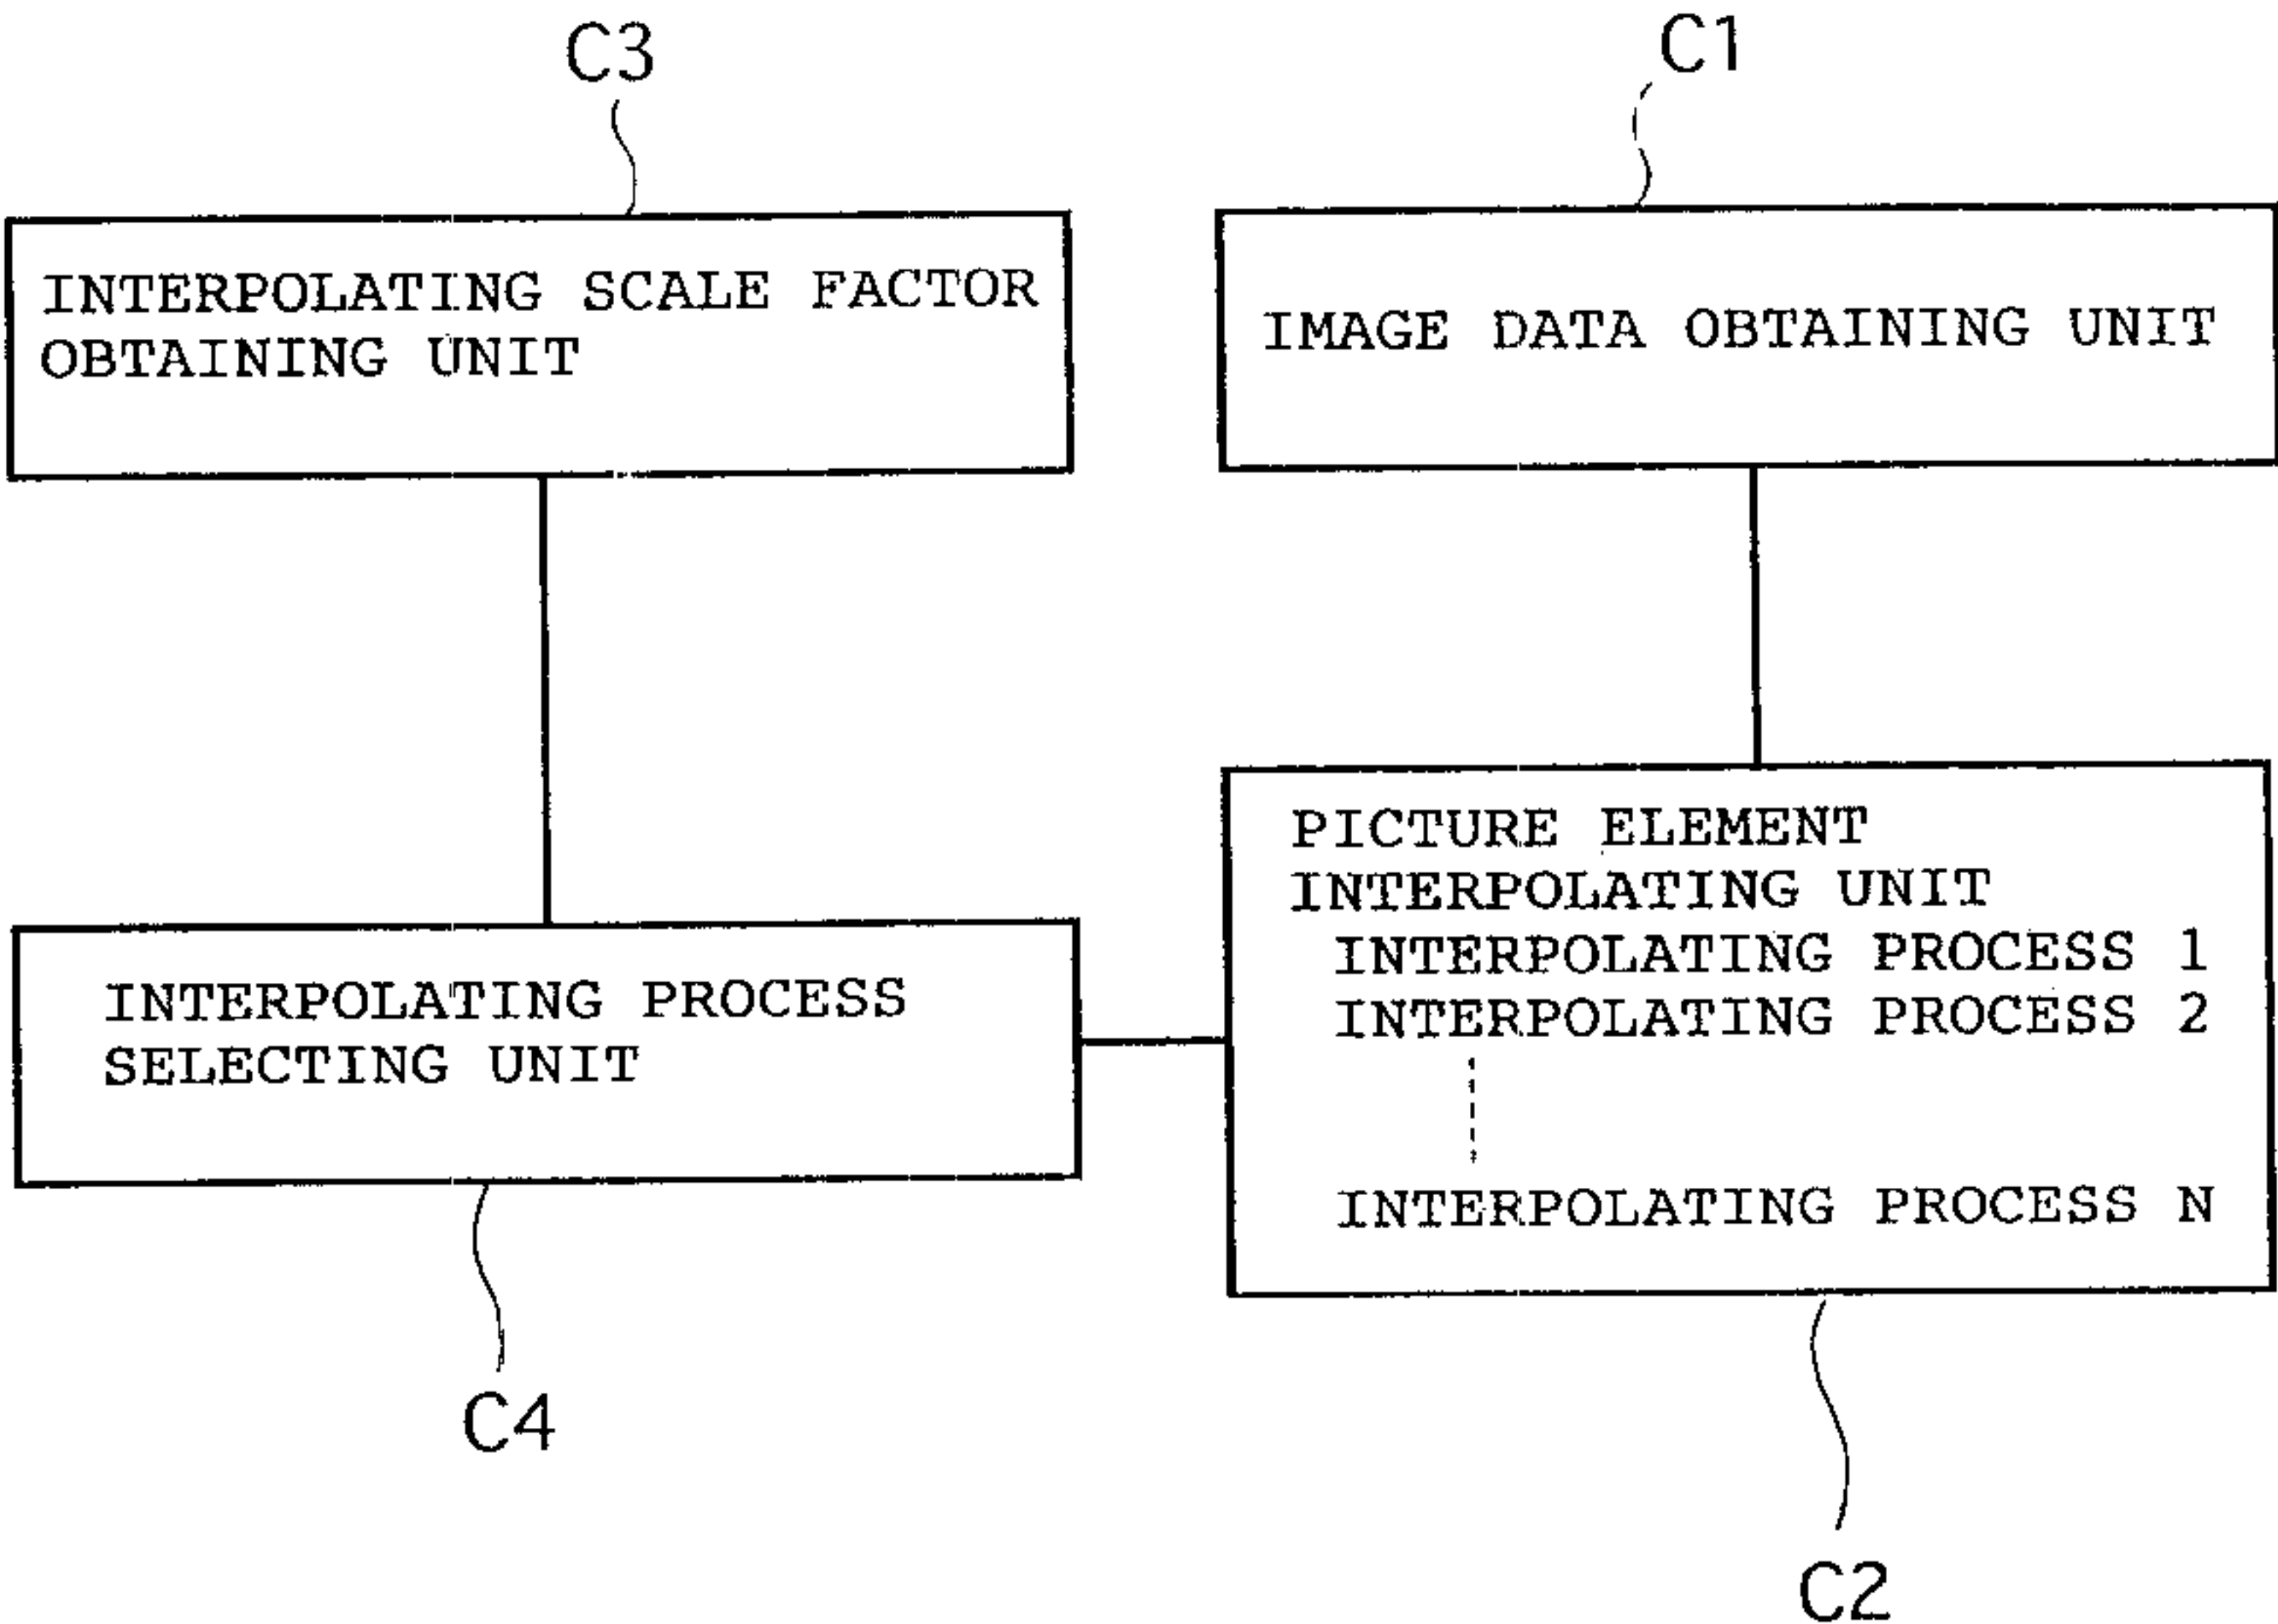 C3
C1
INTERPOLATING SCALE FACTOR
OBTAINING UNIT
IMAGE DATA OBTAINING UNIT
INTERPOLATING PROCESS
SELECTING UNIT
PICTURE ELEMENT
INTERPOLATING UNIT
INTERPOLATING PROCESS 1
INTERPOLATING PROCESS 2
INTERPOLATING PROCESS N
C4
C2